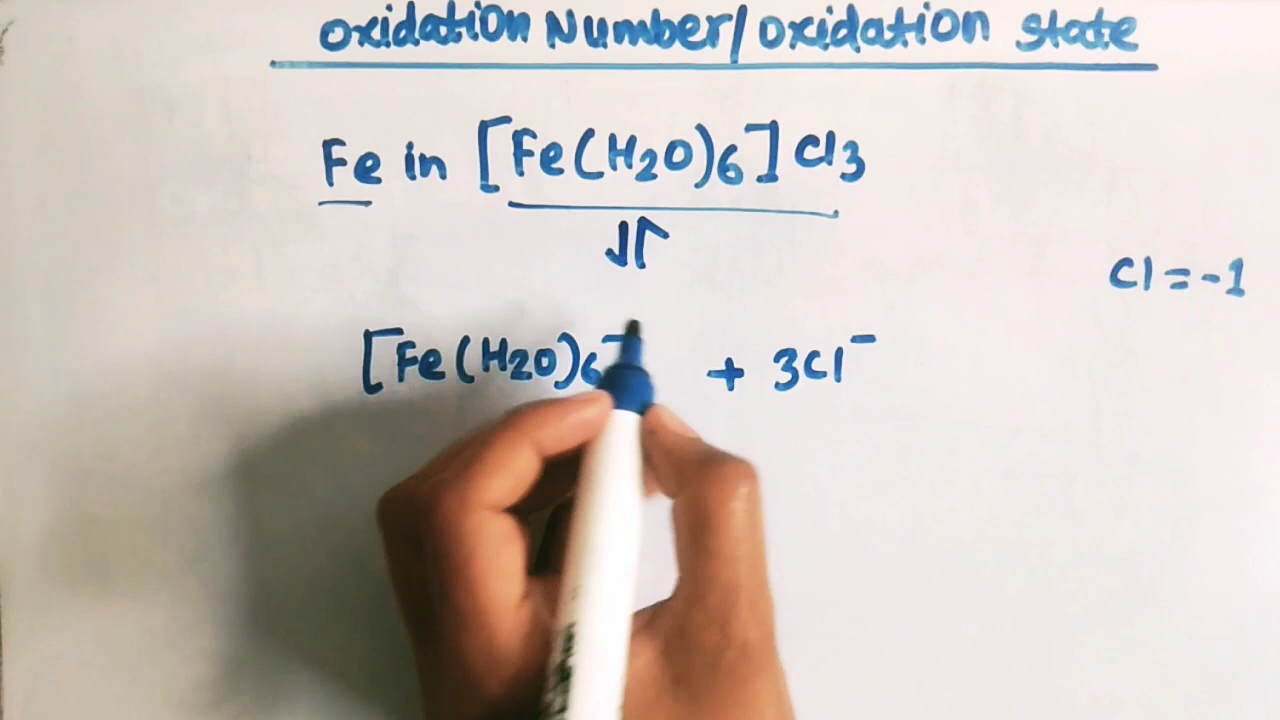 Oxidation Number/Oxidation state
Fe in [Fe(H2O)6]Cl3
Cl = -1
[Fe(H2O)6 + 3Cl⁻